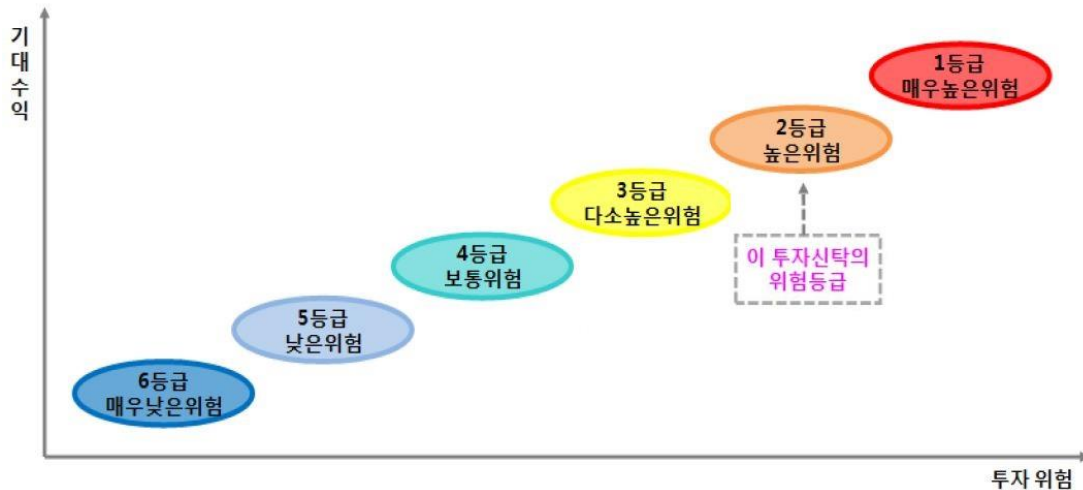 기
대
수
익
1등급
매우높은위험
2등급
높은위험
3등급
다소높은위험
이 투자신탁의
위험등급
4등급
보통위험
5등급
낮은위험
6등급
매우낮은위험
투자 위험